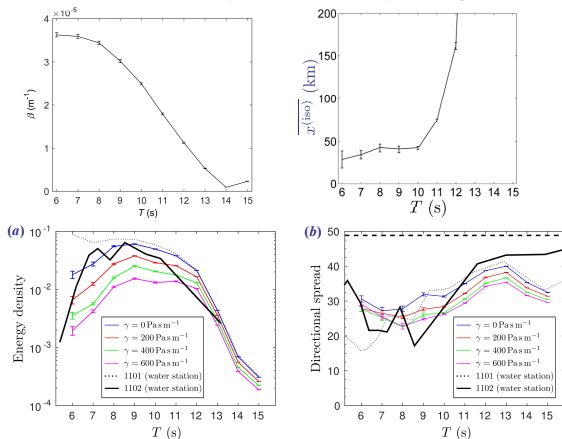 4
3
2
1
0
× 10⁻⁵
β (m⁻¹)
6 7 8 9 10 11 12 13 14 15
T (s)
200
150
100
50
0
x^(iso) (km)
6 7 8 9 10 11 12 13 14 15
T (s)
(a)
10⁻¹
10⁻²
10⁻³
10⁻⁴
Energy density
γ = 0 Pa s m⁻¹
γ = 200 Pa s m⁻¹
γ = 400 Pa s m⁻¹
γ = 600 Pa s m⁻¹
1101 (water station)
1102 (water station)
6 7 8 9 10 11 12 13 14 15
T (s)
(b)
50
40
30
20
10
0
Directional spread
γ = 0 Pa s m⁻¹
γ = 200 Pa s m⁻¹
γ = 400 Pa s m⁻¹
γ = 600 Pa s m⁻¹
1101 (water station)
1102 (water station)
6 7 8 9 10 11 12 13 14 15
T (s)